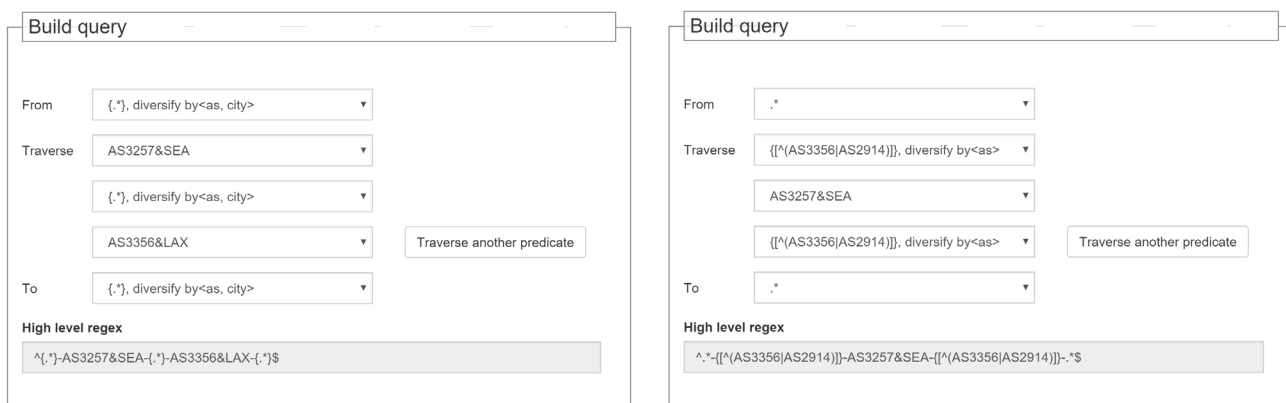 Build query
From {.*}, diversify by<as, city>
Traverse AS3257&SEA
{.*}, diversify by<as, city>
AS3356&LAX Traverse another predicate
To {.*}, diversify by<as, city>
High level regex
^{.*}-AS3257&SEA-{.*}-AS3356&LAX-{.*}$
Build query
From .*
Traverse {[^(AS3356|AS2914)]}, diversify by<as>
AS3257&SEA
{[^(AS3356|AS2914)]}, diversify by<as> Traverse another predicate
To .*
High level regex
^.*-{[^(AS3356|AS2914)]}-AS3257&SEA-{[^(AS3356|AS2914)]}-.*$